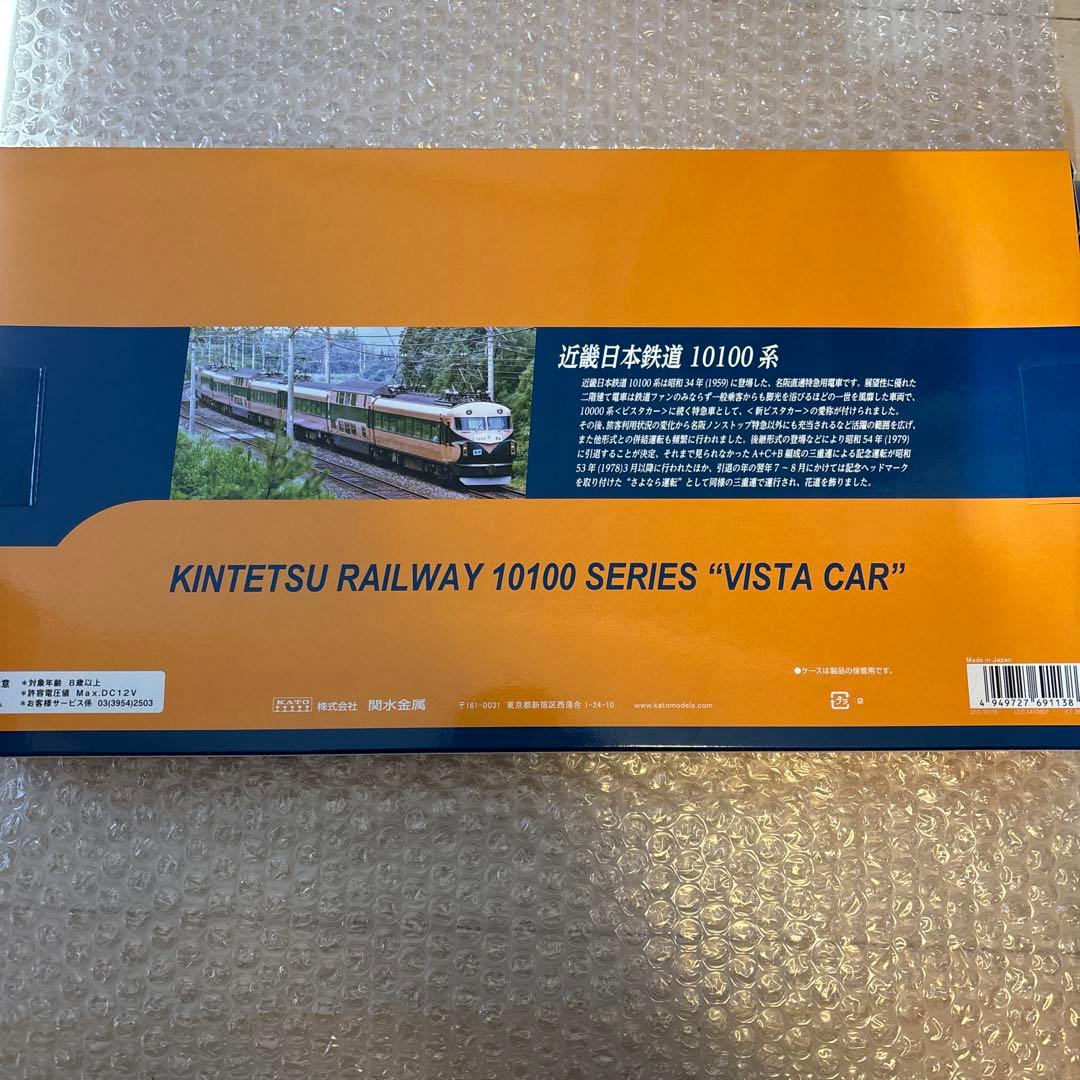 近畿日本鉄道 10100 系
近畿日本鉄道 10100 系は昭和 34 年 (1959) に登場した、名阪直通特急用電車です。展望性に優れた
二階建て電車は鉄道ファンのみならず一般乗客からも脚光を浴びるほどの一世を風靡した車両で、
10000 系<ビスタカー>に続く特急車として、<新ビスタカー>の愛称が付けられました。
その後、旅客利用状況の変化から名阪ノンストップ特急以外にも充当されるなど活躍の範囲を広げ、
また他形式との併結運転も頻繁に行われました。後継形式の登場などにより昭和 54 年 (1979)
に引退することが決定、それまで見られなかった A+C+B 編成の三重連による記念運転が昭和
53 年 (1978)3 月以降に行われたほか、引退の年の翌年 7 ~ 8 月にかけては記念ヘッドマーク
を取り付けた "さよなら運転" として同様の三重連で運行され、花道を飾りました。
KINTETSU RAILWAY 10100 SERIES “VISTA CAR”
●ケースは製品の保管用です。
Made in Japan
意 *対象年齢 8歳以上
*許容電圧値 Max.DC12V
*お客様サービス係 03(3954)2503
KATO 株式会社 関水金属 〒161-0031 東京都新宿区西落合 1-24-10 www.katomodels.com
プラ :袋
4 949727 691138